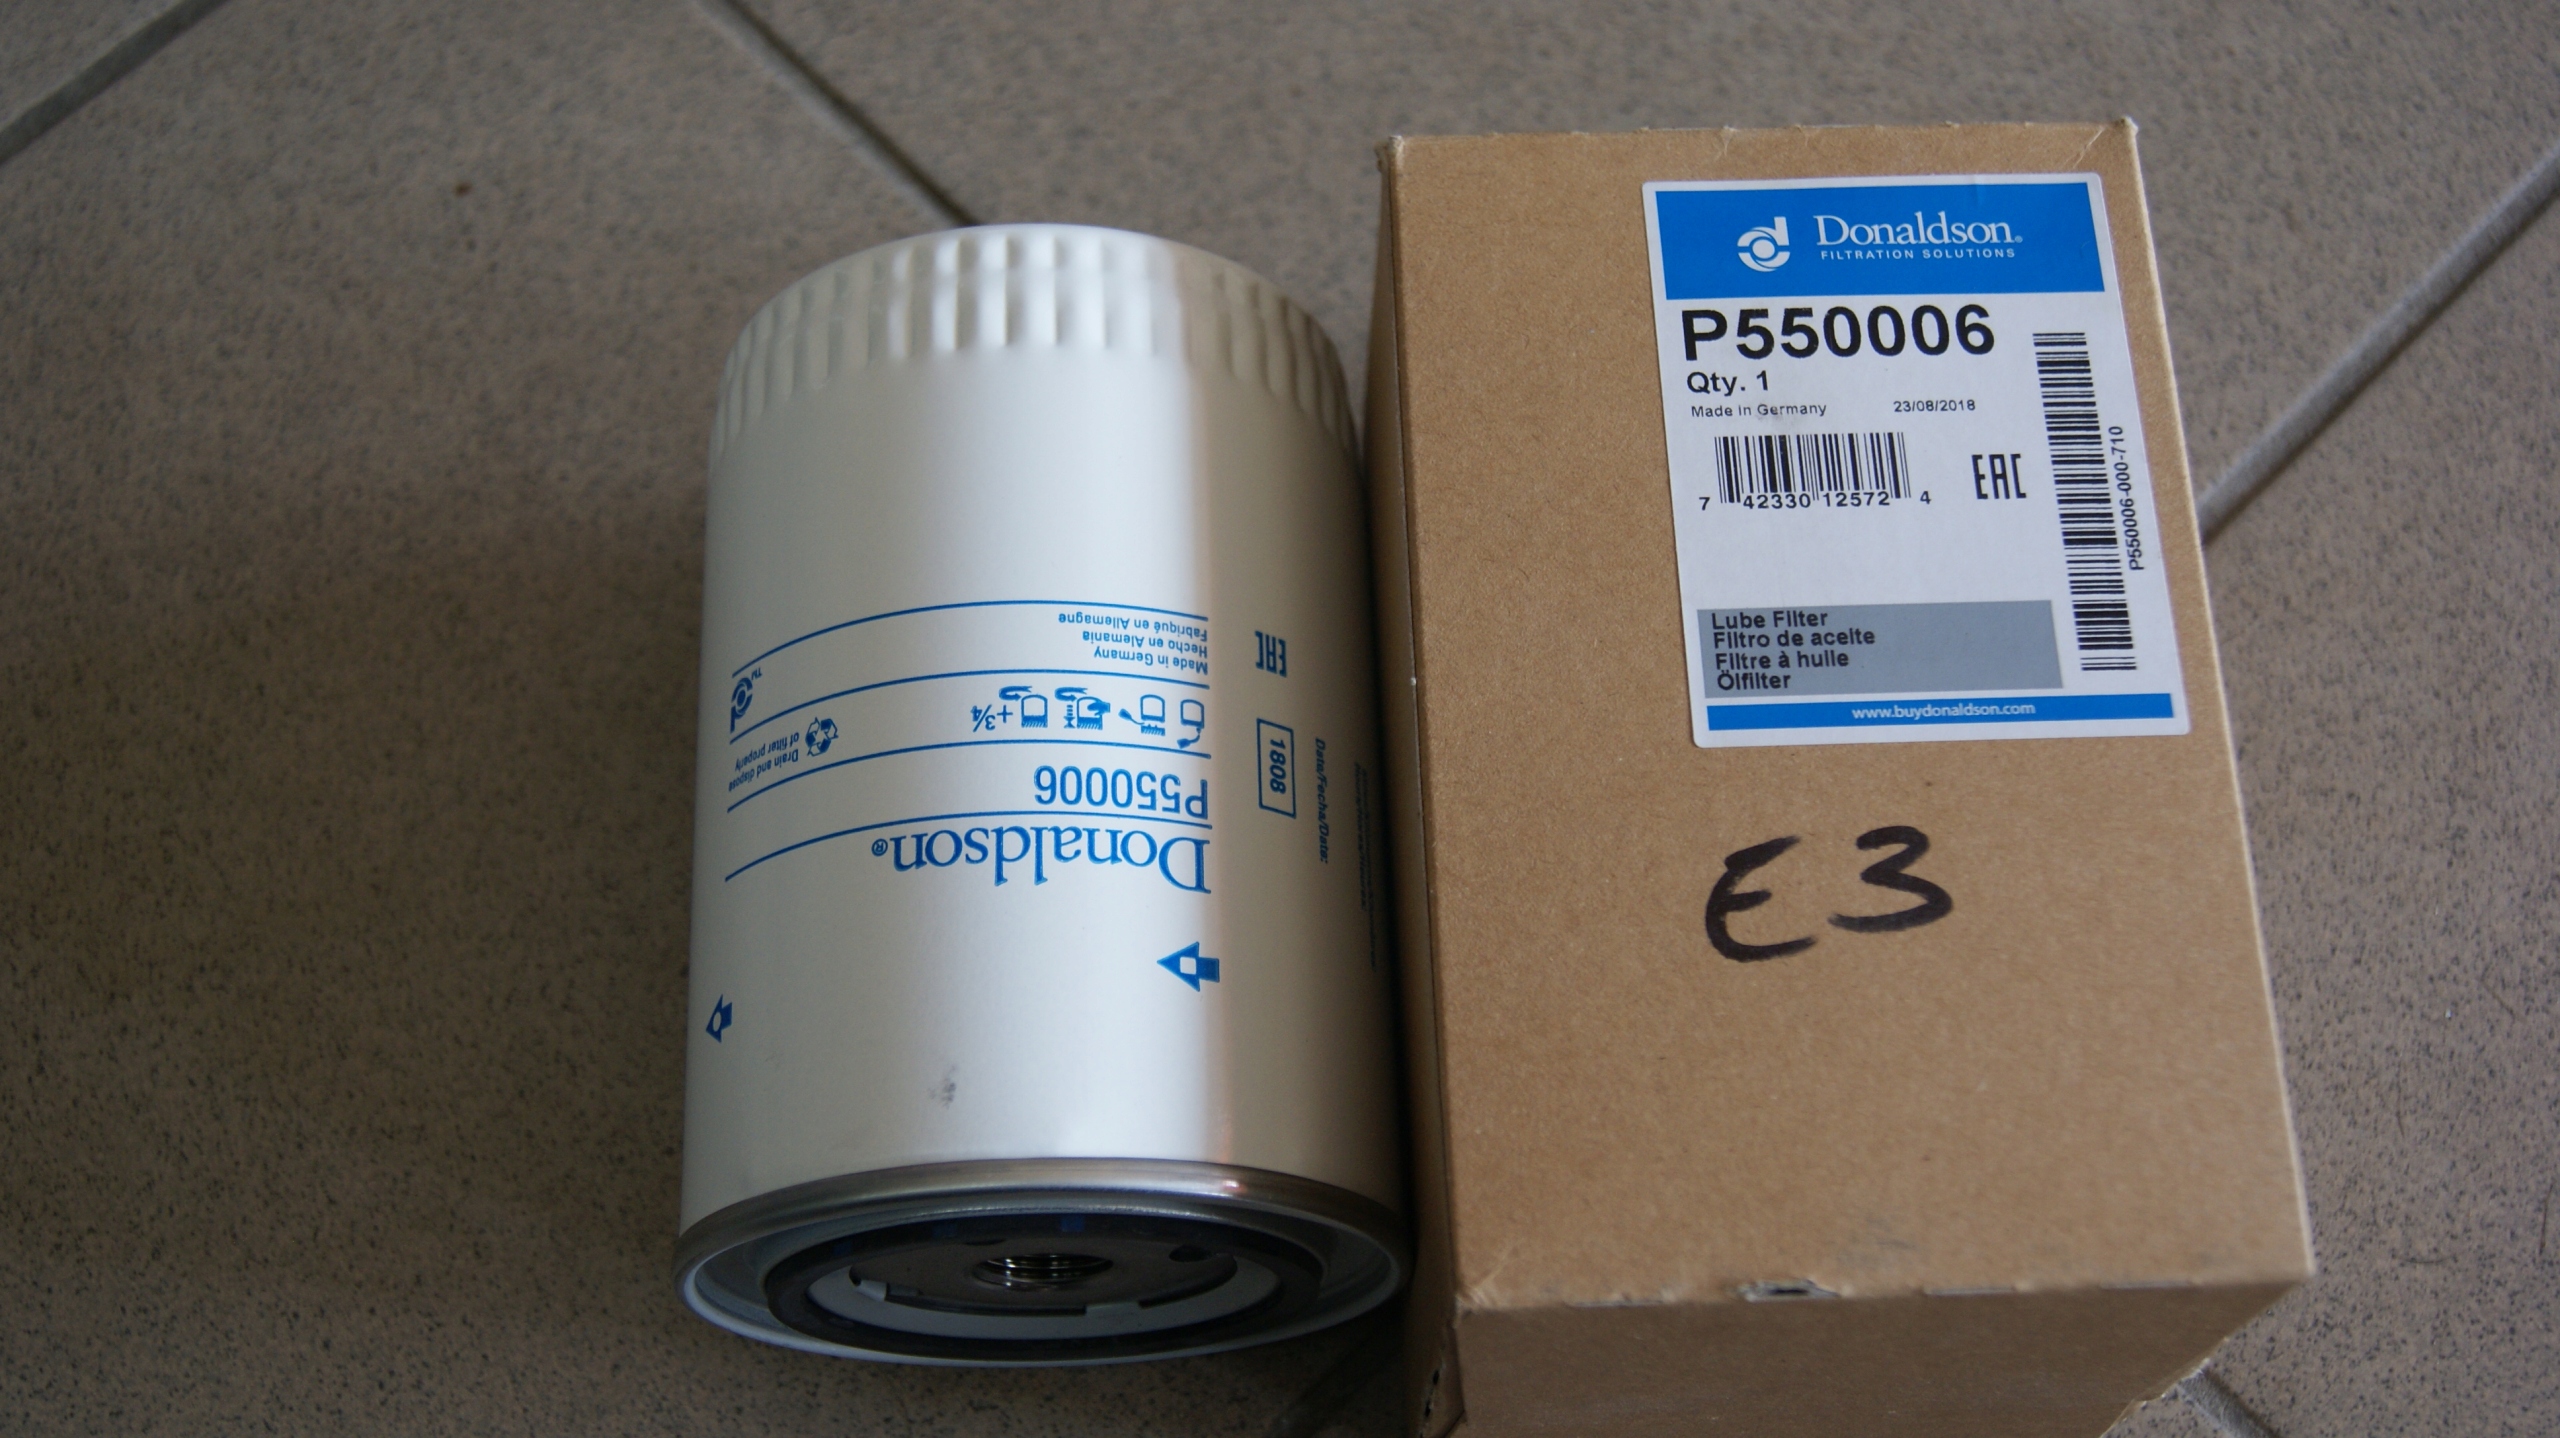 Donaldson®
P550006
+¾
Drain and dispose
of filter properly
Made in Germany
Hecho en Alemania
Fabriqué en Allemagne
TM
EAC
1808
Date/Fecha/Date:
Donaldson®
FILTRATION SOLUTIONS
P550006
Qty. 1
Made in Germany 23/08/2018
7 42330 12572 4
EAC
P550006-000-710
Lube Filter
Filtro de aceite
Filtre à huile
Ölfilter
www.buydonaldson.com
E3